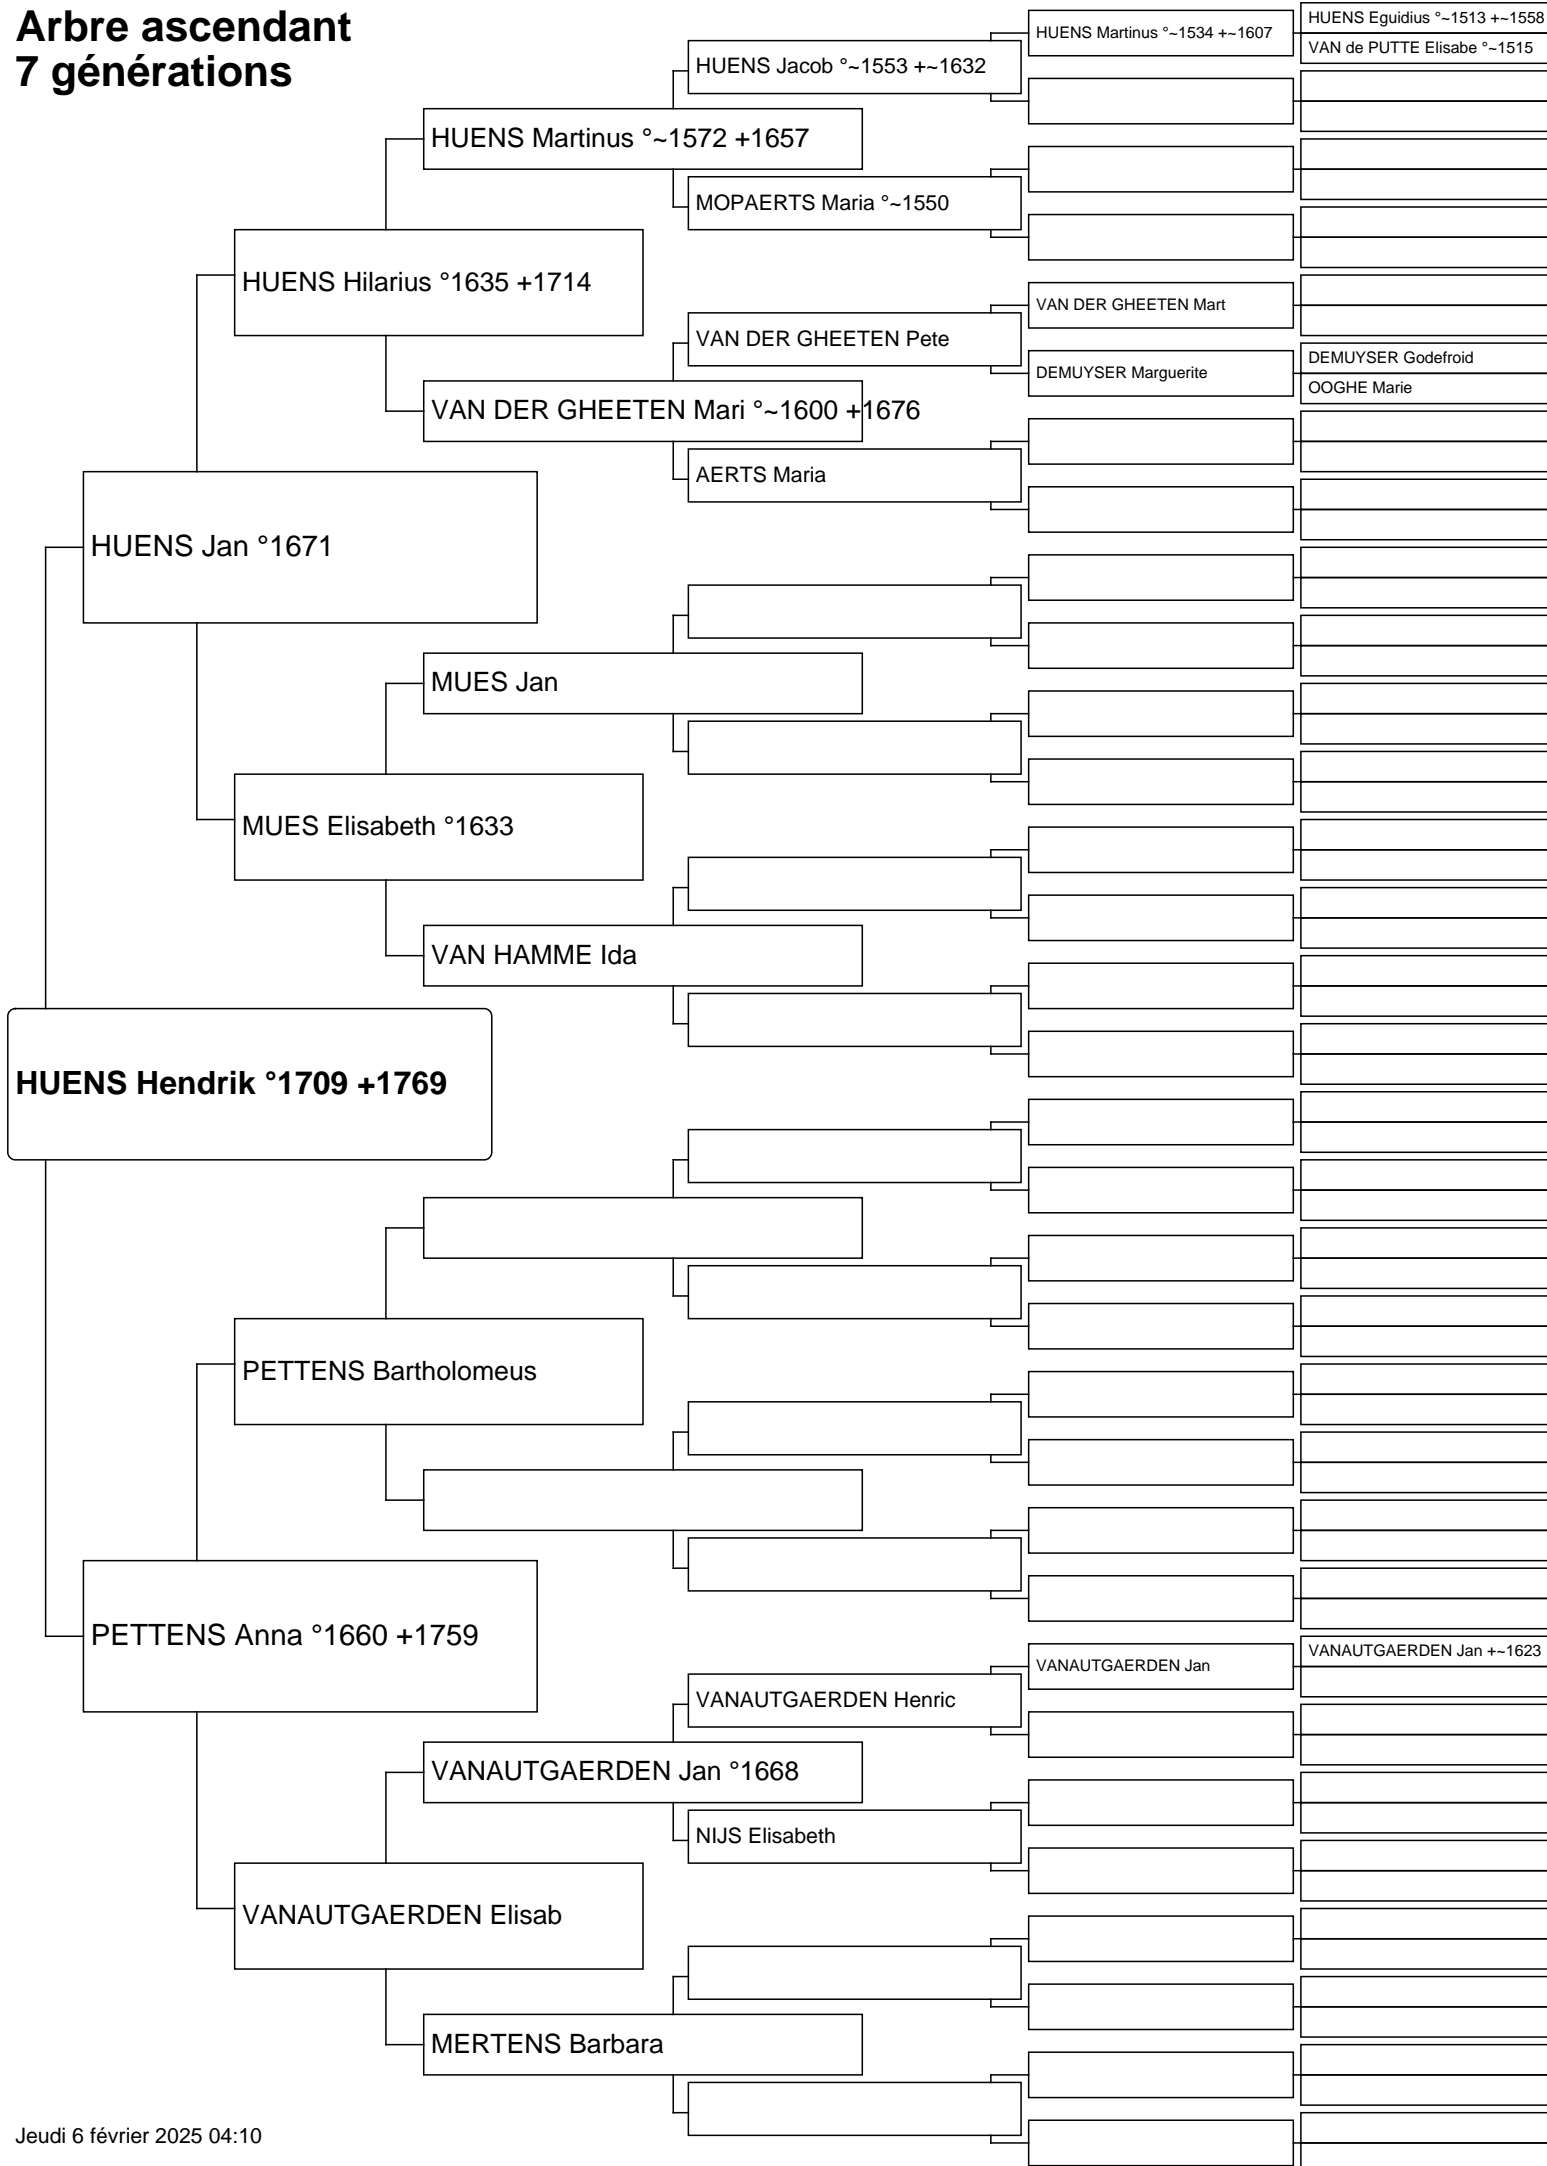 Arbre ascendant
7 générations
HUENS Eguidius °~1513 +~1558
HUENS Martinus °~1534 +~1607
VAN de PUTTE Elisabe °~1515
HUENS Jacob °~1553 +~1632
HUENS Martinus °~1572 +1657
MOPAERTS Maria °~1550
HUENS Hilarius °1635 +1714
VAN DER GHEETEN Mart
VAN DER GHEETEN Pete
DEMUYSER Godefroid
DEMUYSER Marguerite
OOGHE Marie
VAN DER GHEETEN Mari °~1600 +1676
AERTS Maria
HUENS Jan °1671
MUES Jan
MUES Elisabeth °1633
VAN HAMME Ida
HUENS Hendrik °1709 +1769
PETTENS Bartholomeus
PETTENS Anna °1660 +1759
VANAUTGAERDEN Jan +~1623
VANAUTGAERDEN Jan
VANAUTGAERDEN Henric
VANAUTGAERDEN Jan °1668
NIJS Elisabeth
VANAUTGAERDEN Elisab
MERTENS Barbara
Jeudi 6 février 2025 04:10